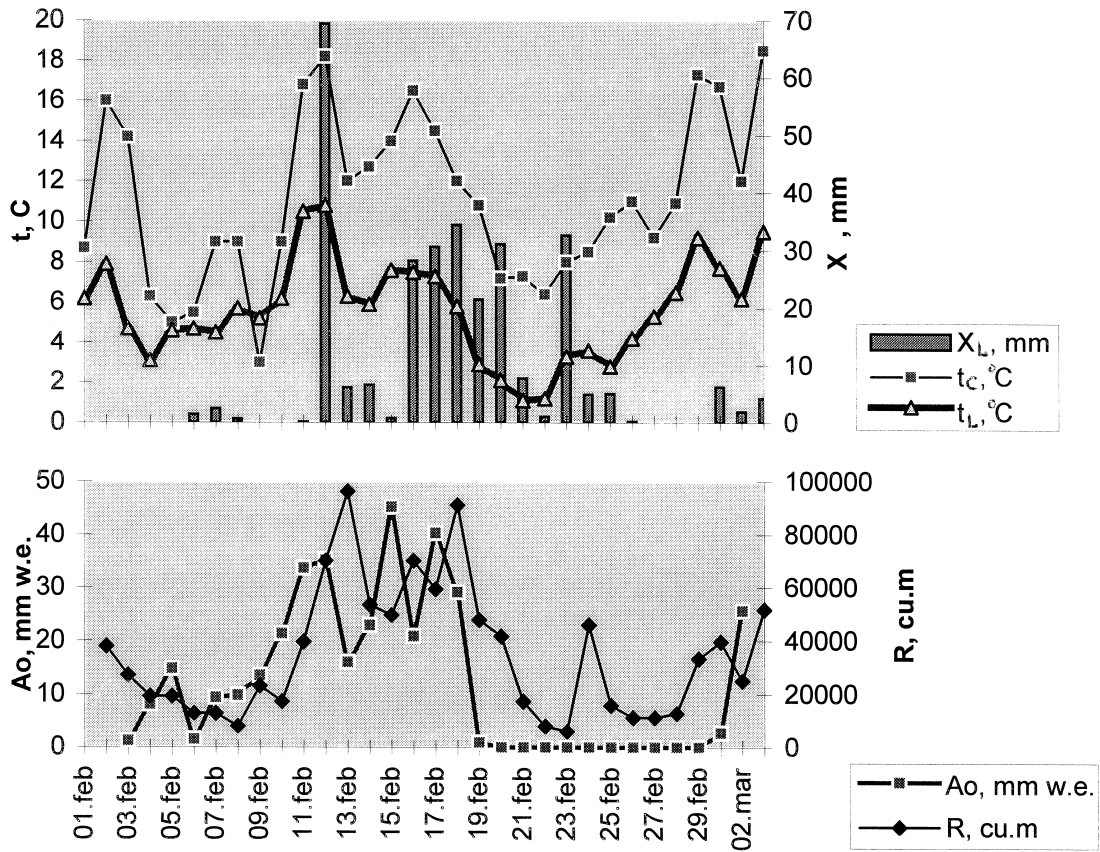 t, C
20
18
16
14
12
10
8
6
4
2
0
70
60
50
40
30
20
10
0
X , mm
X_L, mm
t_C,°C
t_L,°C
Ao, mm w.e.
50
40
30
20
10
0
100000
80000
60000
40000
20000
0
R, cu.m
01.feb
03.feb
05.feb
07.feb
09.feb
11.feb
13.feb
15.feb
17.feb
19.feb
21.feb
23.feb
25.feb
27.feb
29.feb
02.mar
Ao, mm w.e.
R, cu.m